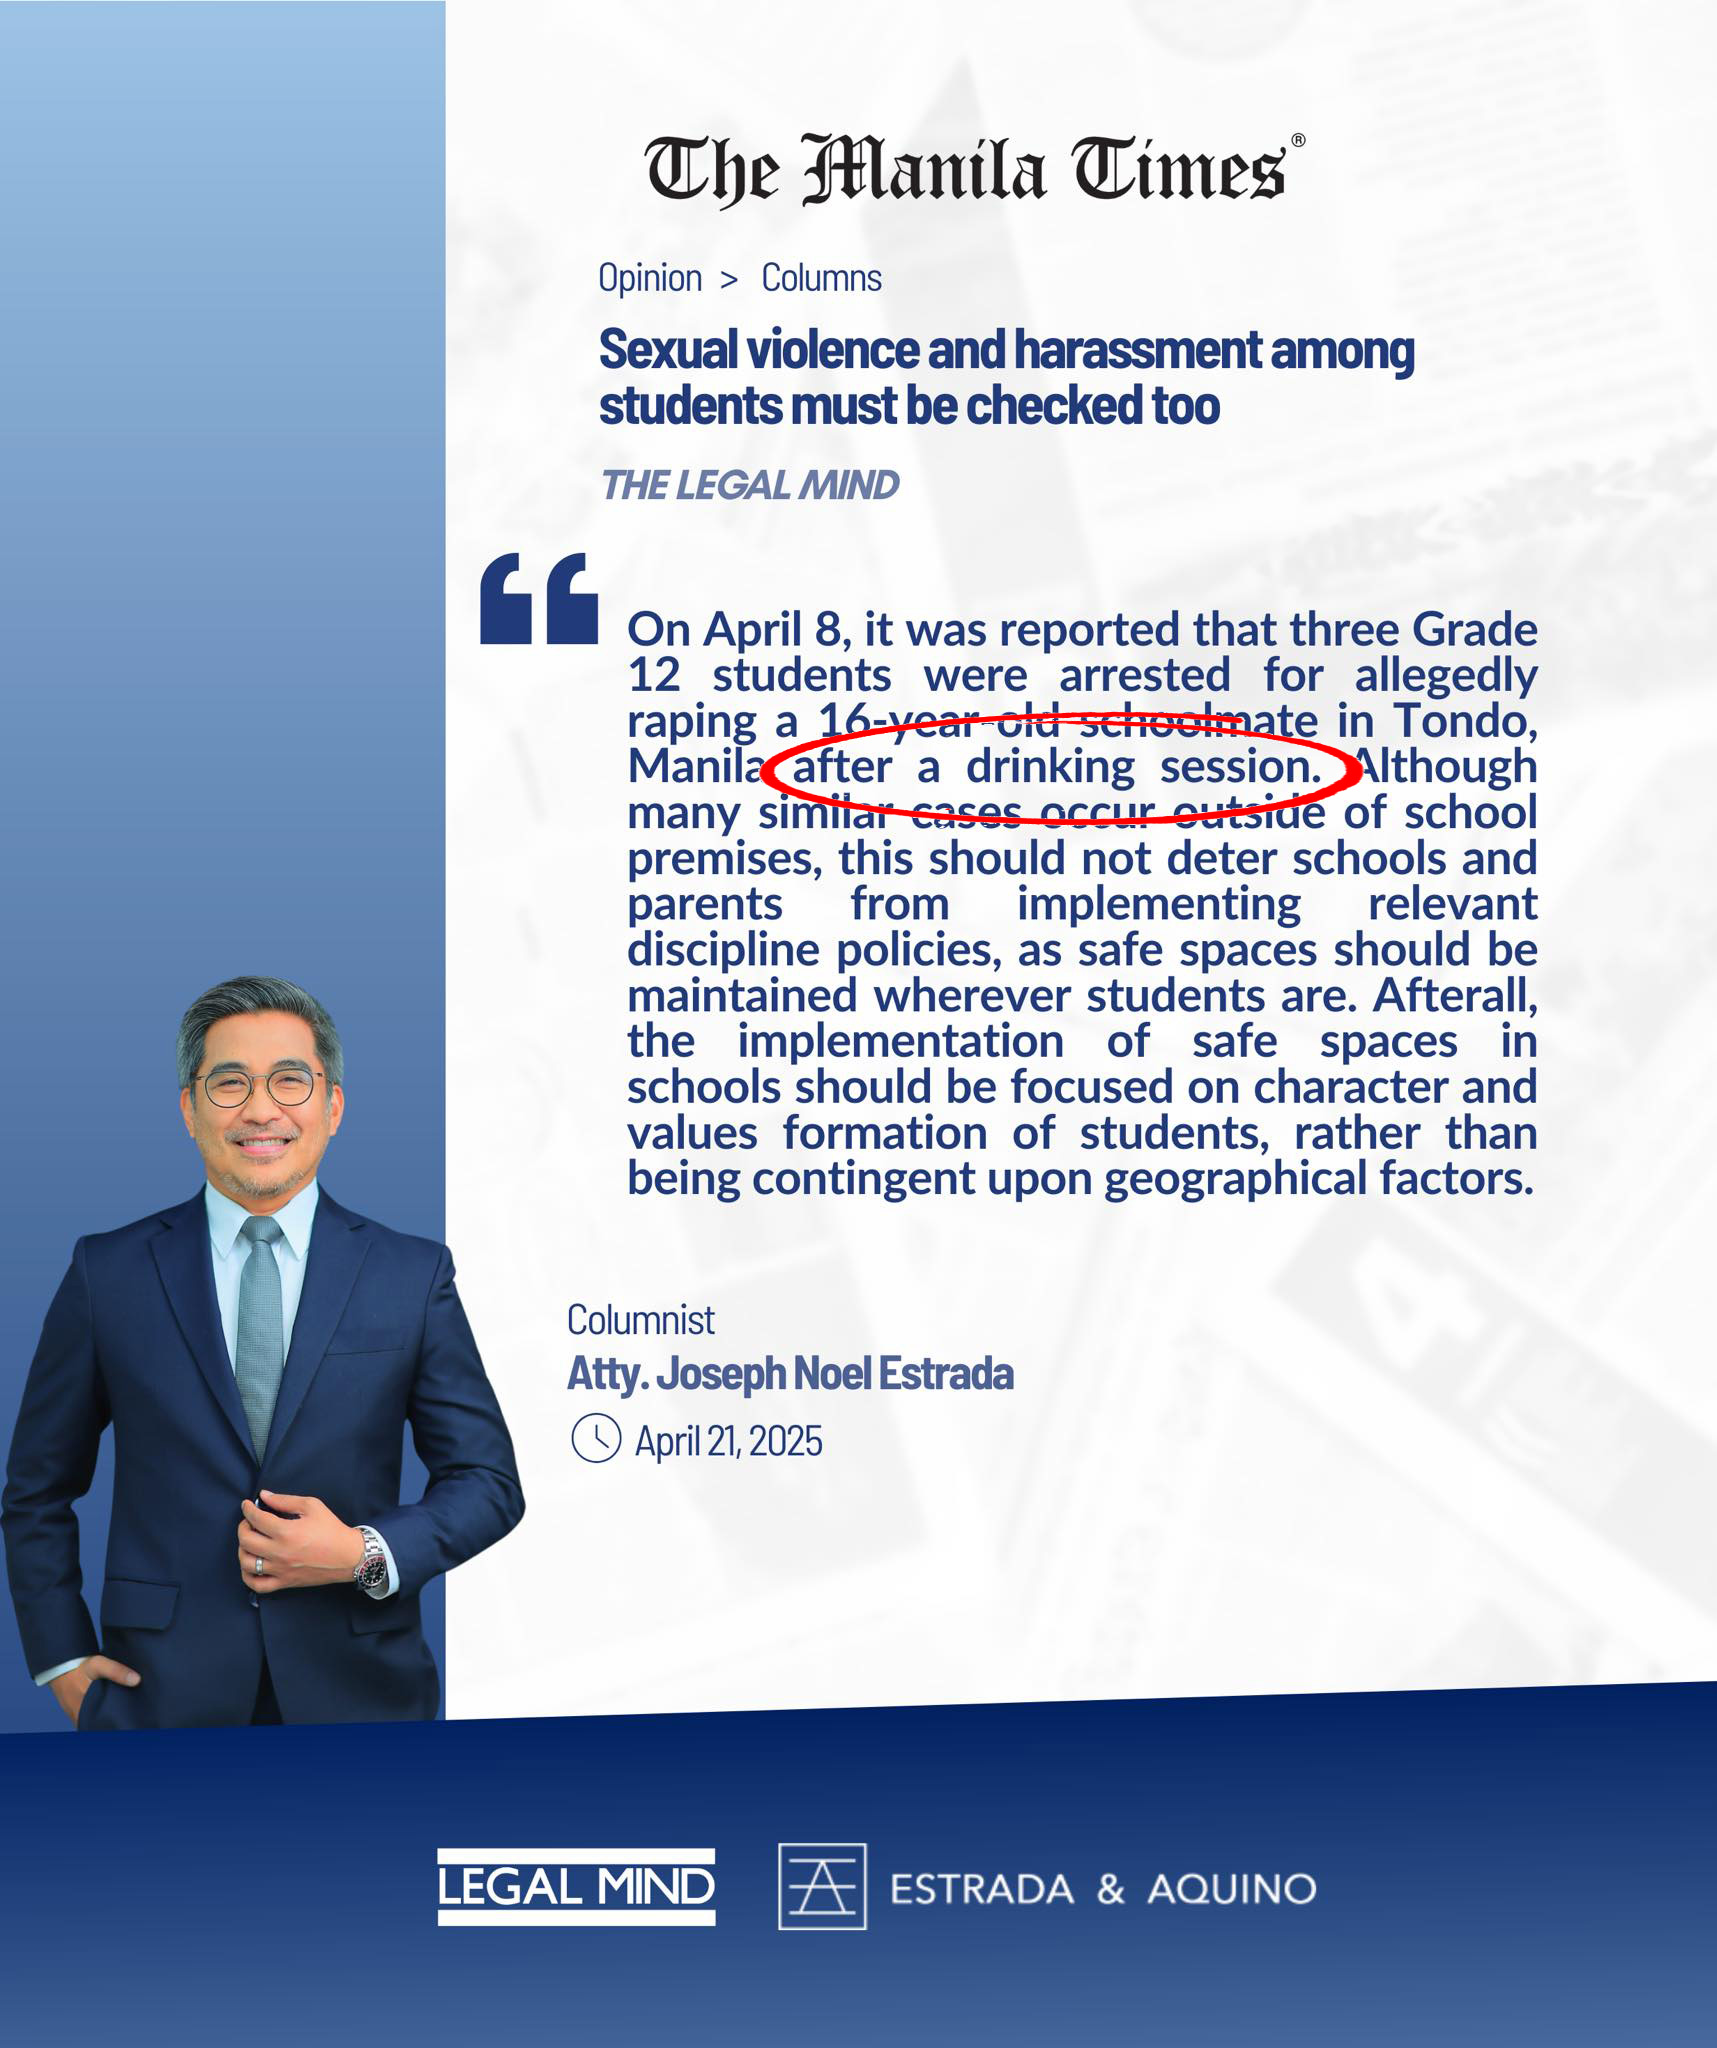 The Manila Times®
Opinion > Columns
Sexual violence and harassment among
students must be checked too
THE LEGAL MIND
“
On April 8, it was reported that three Grade
12 students were arrested for allegedly
raping a 16-year-old schoolmate in Tondo,
Manila after a drinking session. Although
many similar cases occur outside of school
premises, this should not deter schools and
parents from implementing relevant
discipline policies, as safe spaces should be
maintained wherever students are. Afterall,
the implementation of safe spaces in
schools should be focused on character and
values formation of students, rather than
being contingent upon geographical factors.
Columnist
Atty. Joseph Noel Estrada
April 21, 2025
LEGAL MIND
ESTRADA & AQUINO